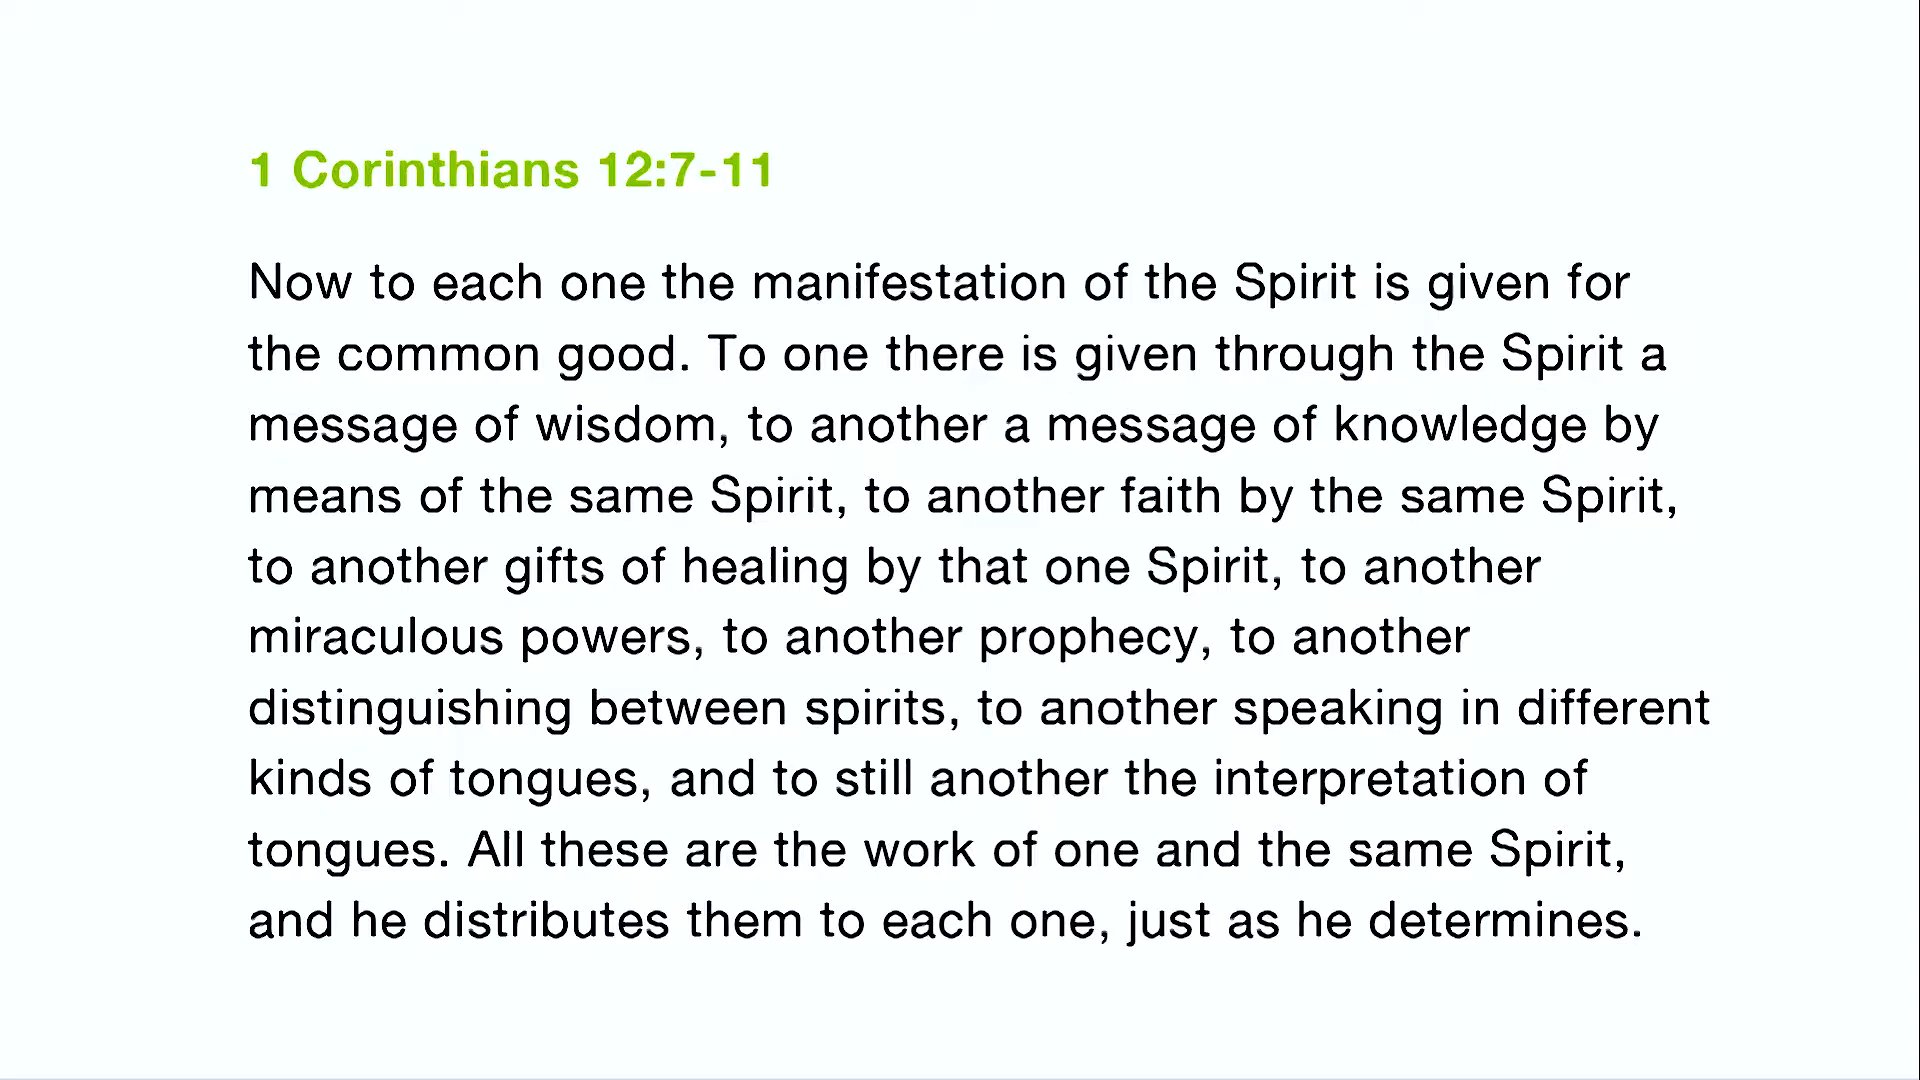 1 Corinthians 12:7-11
Now to each one the manifestation of the Spirit is given for
the common good. To one there is given through the Spirit a
message of wisdom, to another a message of knowledge by
means of the same Spirit, to another faith by the same Spirit,
to another gifts of healing by that one Spirit, to another
miraculous powers, to another prophecy, to another
distinguishing between spirits, to another speaking in different
kinds of tongues, and to still another the interpretation of
tongues. All these are the work of one and the same Spirit,
and he distributes them to each one, just as he determines.